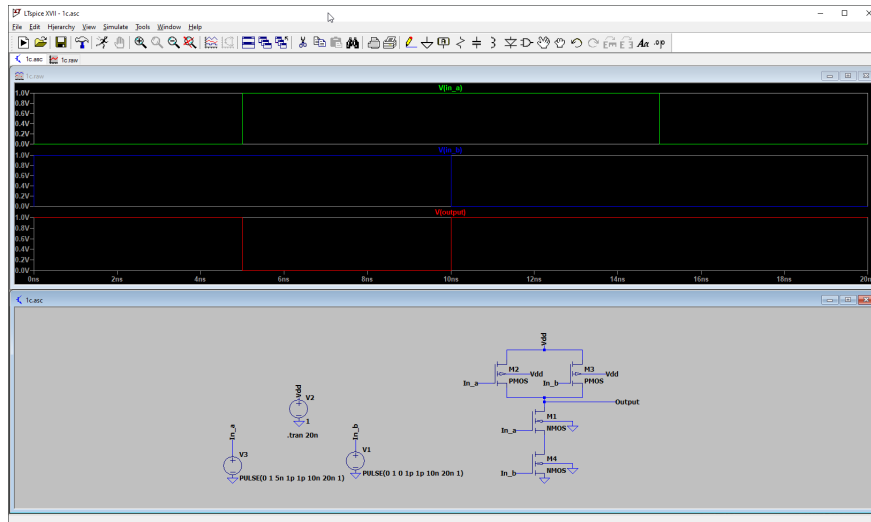 LTspice XVII - 1c.asc
File Edit Hierarchy View Simulate Tools Window Help
1c.asc 1c.raw
1c.raw
V(in_a)
1.0V
0.8V
0.6V
0.4V
0.2V
0.0V
V(in_b)
1.0V
0.8V
0.6V
0.4V
0.2V
0.0V
V(output)
1.0V
0.8V
0.6V
0.4V
0.2V
0.0V
0ns 2ns 4ns 6ns 8ns 10ns 12ns 14ns 16ns 18ns 20n
1c.asc
Vdd
M2 Vdd M3 Vdd
In_a PMOS In_b PMOS
Output
Vdd V2
1
M1
In_a NMOS
.tran 20n
In_a In_b
V3 V1
M4
In_b NMOS
PULSE(0 1 5n 1p 1p 10n 20n 1) PULSE(0 1 0 1p 1p 10n 20n 1)